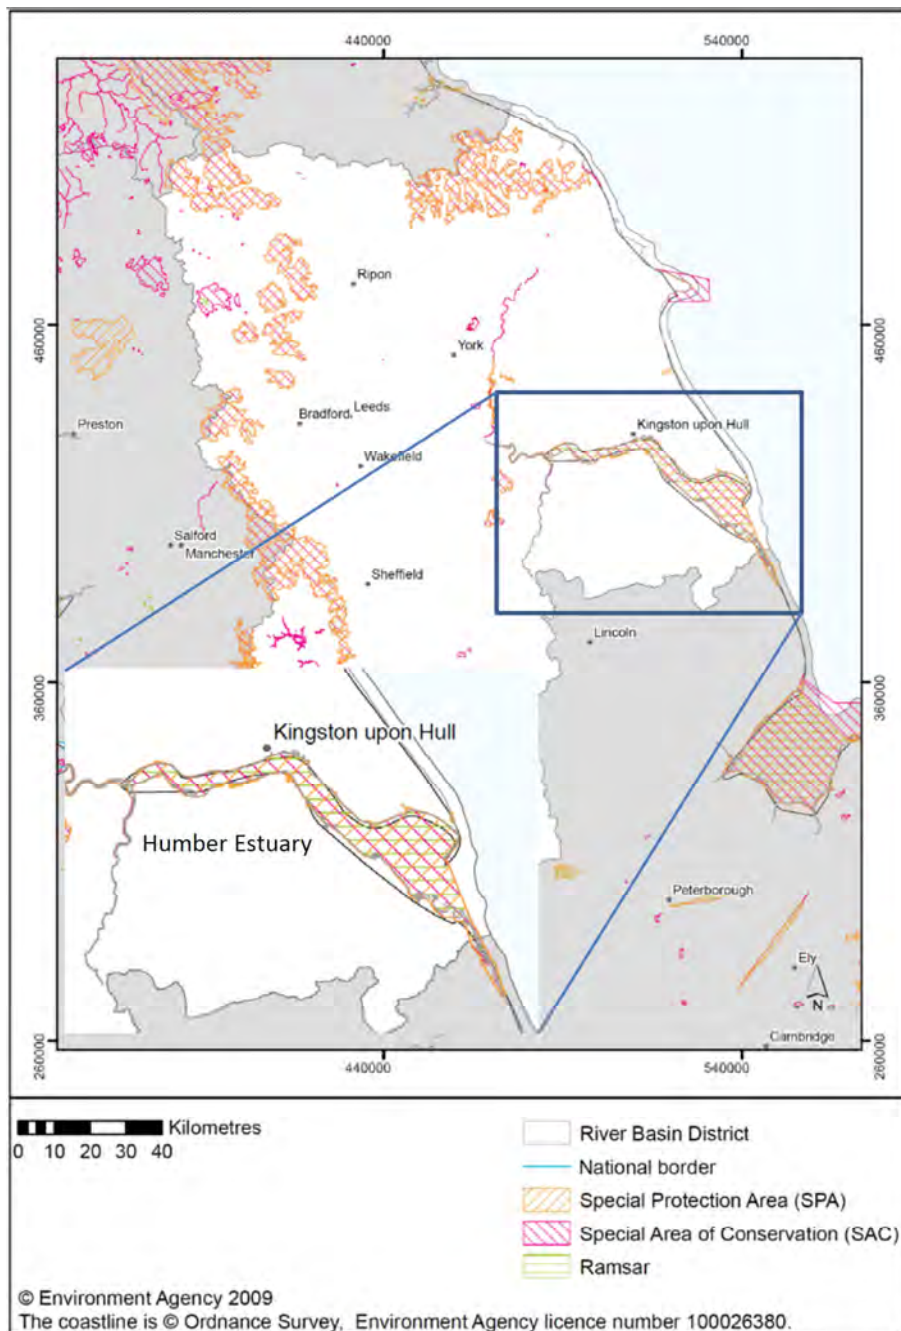 440000
540000
Ripon
460000
460000
York
Leeds
Bradford
Preston
Kingston upon Hull
Wakefield
Salford
Manchester
Sheffield
Lincoln
360000
360000
Kingston upon Hull
Humber Estuary
Peterborough
Ely
N
Cambridge
260000
260000
440000
540000
Kilometres
0 10 20 30 40
River Basin District
National border
Special Protection Area (SPA)
Special Area of Conservation (SAC)
Ramsar
© Environment Agency 2009
The coastline is © Ordnance Survey, Environment Agency licence number 100026380.